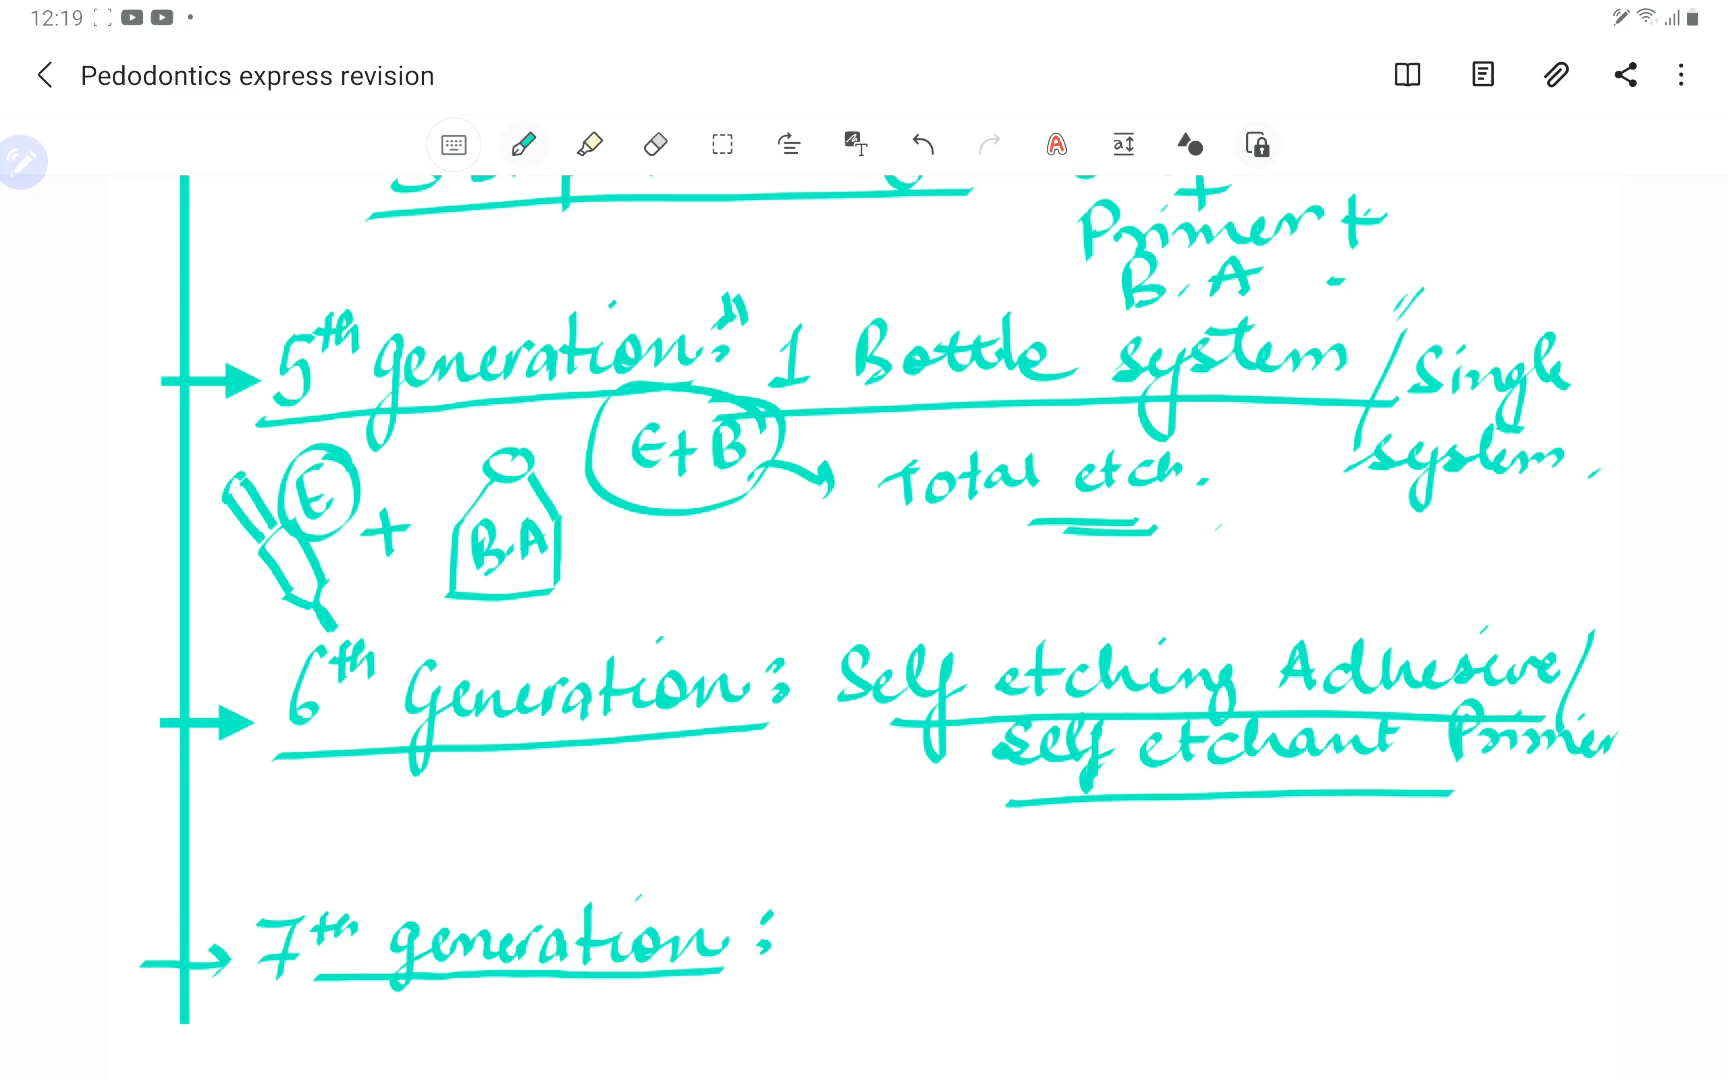 12:19
Pedodontics express revision
+
Primer +
B.A.
5th generation:" 1 Bottle system / Single
system.
E
+
B.A
E+B
Total etch.
6th Generation: Self etching Adhesive/
Self etchant Primer
7th generation: